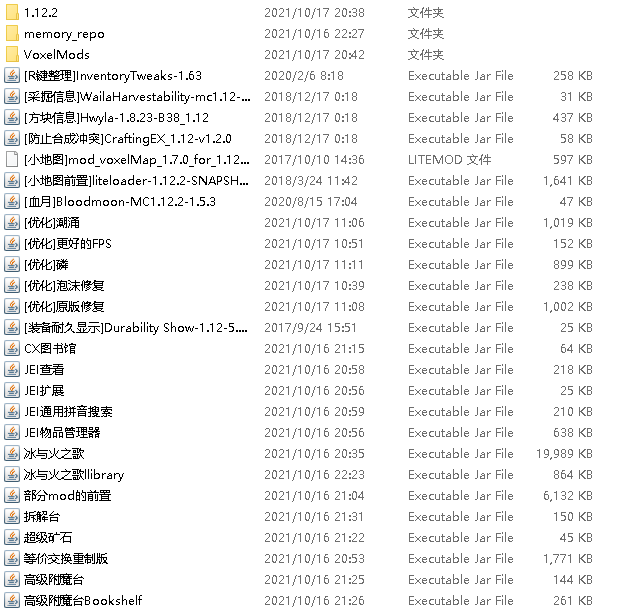 1.12.2 2021/10/17 20:38 文件夹
memory_repo 2021/10/16 22:27 文件夹
VoxelMods 2021/10/17 20:42 文件夹
[R键整理]InventoryTweaks-1.63 2020/2/6 8:18 Executable Jar File 258 KB
[采掘信息]WailaHarvestability-mc1.12-... 2018/12/17 0:18 Executable Jar File 31 KB
[方块信息]Hwyla-1.8.23-B38_1.12 2018/12/17 0:18 Executable Jar File 437 KB
[防止合成冲突]CraftingEX_1.12-v1.2.0 2018/12/17 0:18 Executable Jar File 58 KB
[小地图]mod_voxelMap_1.7.0_for_1.12... 2017/10/10 14:36 LITEMOD 文件 597 KB
[小地图前置]liteloader-1.12.2-SNAPSH... 2018/3/24 11:42 Executable Jar File 1,641 KB
[血月]Bloodmoon-MC1.12.2-1.5.3 2020/8/15 17:04 Executable Jar File 47 KB
[优化]潮涌 2021/10/17 11:06 Executable Jar File 1,019 KB
[优化]更好的FPS 2021/10/17 10:51 Executable Jar File 152 KB
[优化]磷 2021/10/17 11:11 Executable Jar File 899 KB
[优化]泡沫修复 2021/10/17 10:39 Executable Jar File 238 KB
[优化]原版修复 2021/10/17 11:08 Executable Jar File 1,002 KB
[装备耐久显示]Durability Show-1.12-5.... 2017/9/24 15:51 Executable Jar File 25 KB
CX图书馆 2021/10/16 21:15 Executable Jar File 64 KB
JEI查看 2021/10/16 20:58 Executable Jar File 218 KB
JEI扩展 2021/10/16 20:56 Executable Jar File 25 KB
JEI通用拼音搜索 2021/10/16 20:59 Executable Jar File 210 KB
JEI物品管理器 2021/10/16 20:56 Executable Jar File 638 KB
冰与火之歌 2021/10/16 20:35 Executable Jar File 19,989 KB
冰与火之歌llibrary 2021/10/16 22:23 Executable Jar File 864 KB
部分mod的前置 2021/10/16 21:04 Executable Jar File 6,132 KB
拆解台 2021/10/16 21:31 Executable Jar File 150 KB
超级矿石 2021/10/16 21:22 Executable Jar File 45 KB
等价交换重制版 2021/10/16 20:53 Executable Jar File 1,771 KB
高级附魔台 2021/10/16 21:25 Executable Jar File 144 KB
高级附魔台Bookshelf 2021/10/16 21:26 Executable Jar File 261 KB